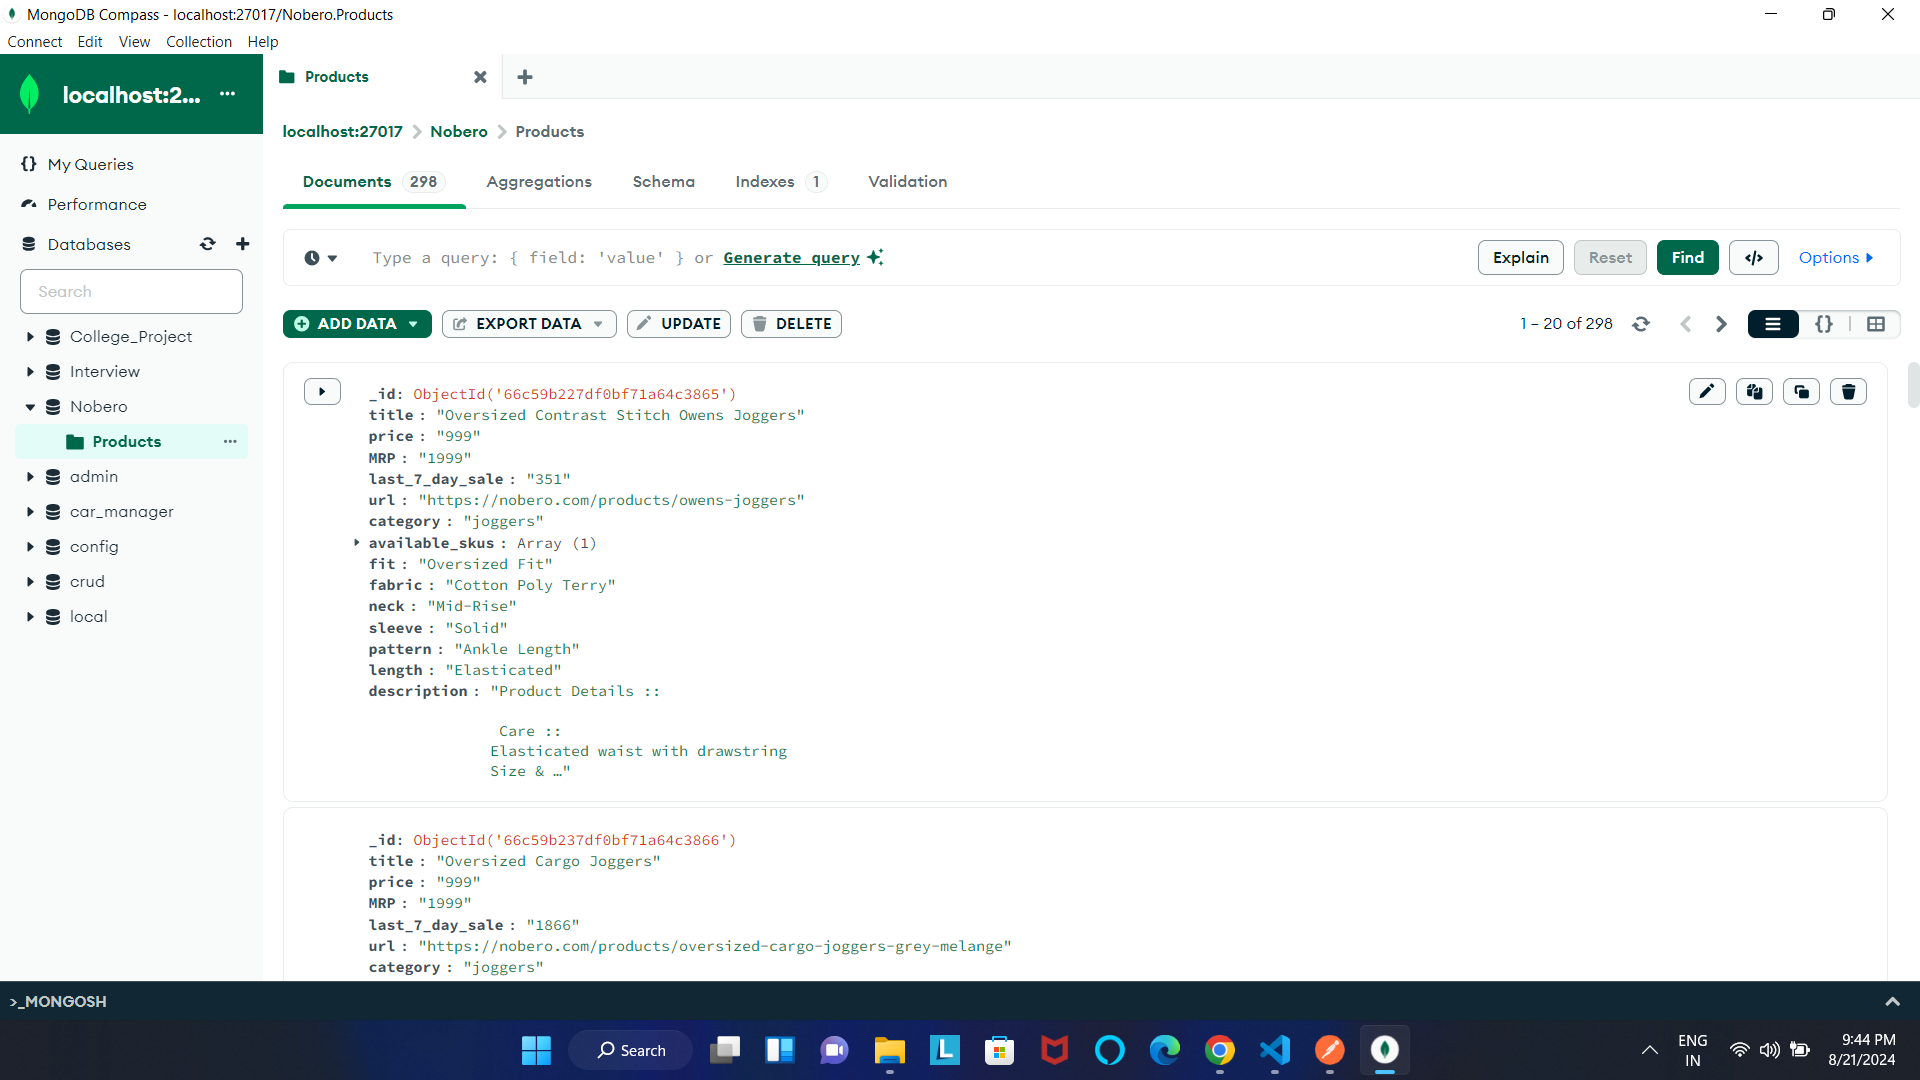 MongoDB Compass - localhost:27017/Nobero.Products
Connect Edit View Collection Help
localhost:2... ···
Products
localhost:27017 > Nobero > Products
My Queries
Performance
Databases
Search
College_Project
Interview
Nobero
Products ···
admin
car_manager
config
crud
local
Documents 298 Aggregations Schema Indexes 1 Validation
Type a query: { field: 'value' } or Generate query
Explain Reset Find </> Options
ADD DATA EXPORT DATA UPDATE DELETE
1 – 20 of 298 {}
_id: ObjectId('66c59b227df0bf71a64c3865')
title : "Oversized Contrast Stitch Owens Joggers"
price : "999"
MRP : "1999"
last_7_day_sale : "351"
url : "https://nobero.com/products/owens-joggers"
category : "joggers"
available_skus : Array (1)
fit : "Oversized Fit"
fabric : "Cotton Poly Terry"
neck : "Mid-Rise"
sleeve : "Solid"
pattern : "Ankle Length"
length : "Elasticated"
description : "Product Details ::
Care ::
Elasticated waist with drawstring
Size & …"
_id: ObjectId('66c59b237df0bf71a64c3866')
title : "Oversized Cargo Joggers"
price : "999"
MRP : "1999"
last_7_day_sale : "1866"
url : "https://nobero.com/products/oversized-cargo-joggers-grey-melange"
category : "joggers"
>_MONGOSH
Search
L
ENG
IN
9:44 PM
8/21/2024